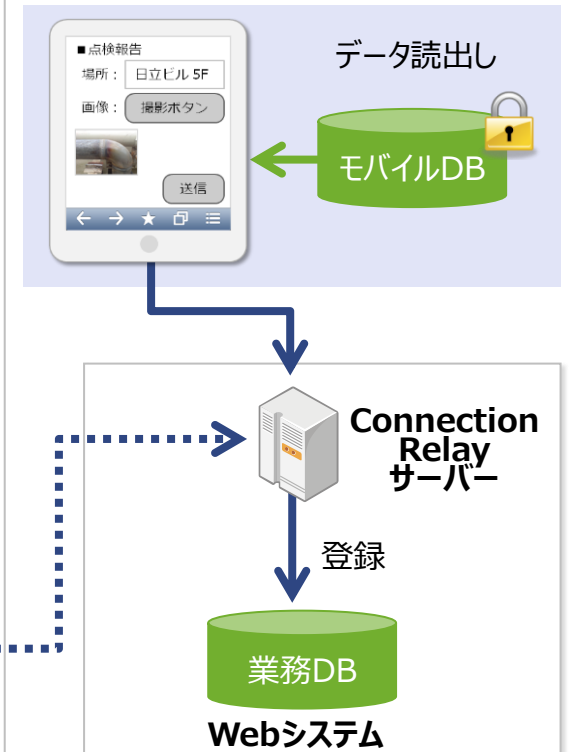 ■点検報告
場所： 日立ビル 5F
画像： 撮影ボタン
送信
データ読出し
モバイルDB
Connection
Relay
サーバー
登録
業務DB
Webシステム